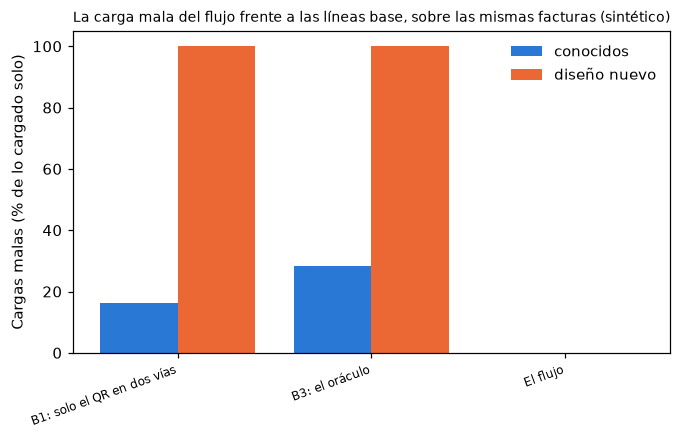 La carga mala del flujo frente a las líneas base, sobre las mismas facturas (sintético)
Cargas malas (% de lo cargado solo)
100
80
60
40
20
0
conocidos
diseño nuevo
B1: solo el QR en dos vías
B3: el oráculo
El flujo